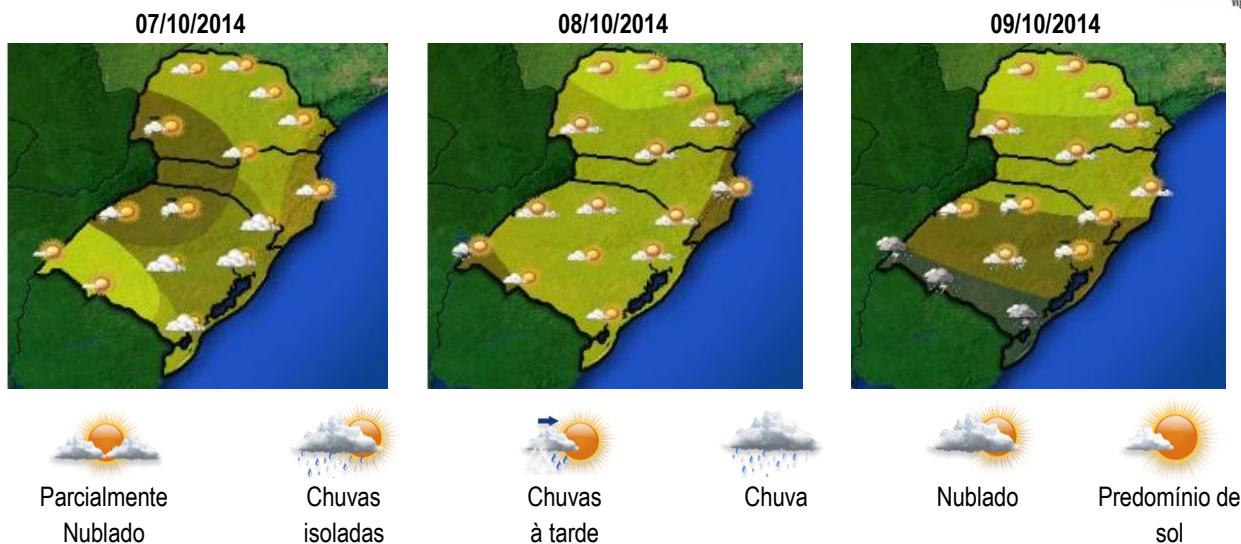 07/10/2014
08/10/2014
09/10/2014
Parcialmente
Nublado
Chuvas
isoladas
Chuvas
à tarde
Chuva
Nublado
Predomínio de
sol